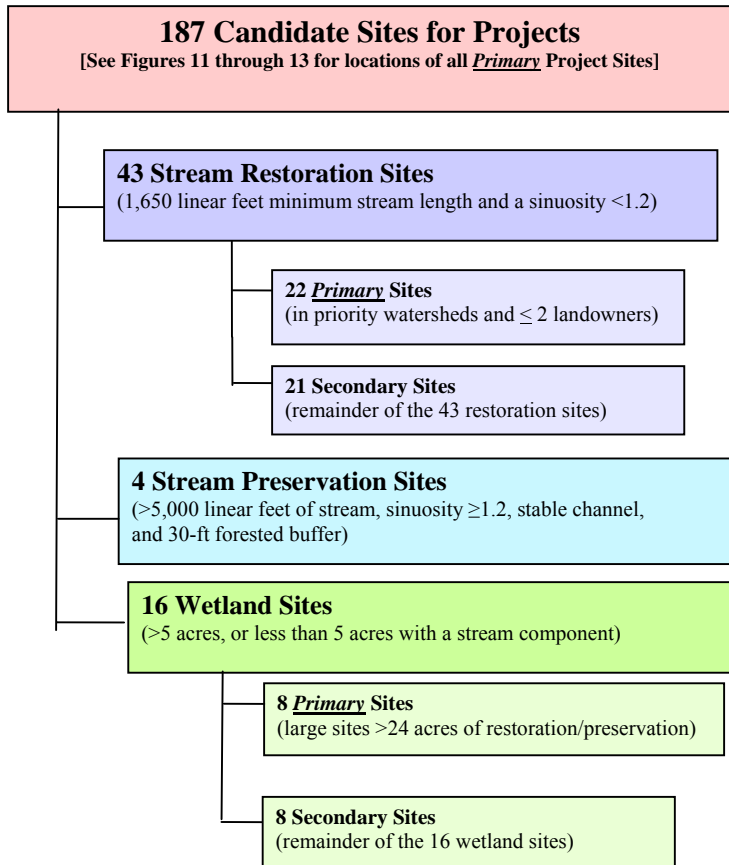 187 Candidate Sites for Projects
[See Figures 11 through 13 for locations of all Primary Project Sites]
43 Stream Restoration Sites
(1,650 linear feet minimum stream length and a sinuosity <1.2)
22 Primary Sites
(in priority watersheds and ≤ 2 landowners)
21 Secondary Sites
(remainder of the 43 restoration sites)
4 Stream Preservation Sites
(>5,000 linear feet of stream, sinuosity ≥1.2, stable channel,
and 30-ft forested buffer)
16 Wetland Sites
(>5 acres, or less than 5 acres with a stream component)
8 Primary Sites
(large sites >24 acres of restoration/preservation)
8 Secondary Sites
(remainder of the 16 wetland sites)